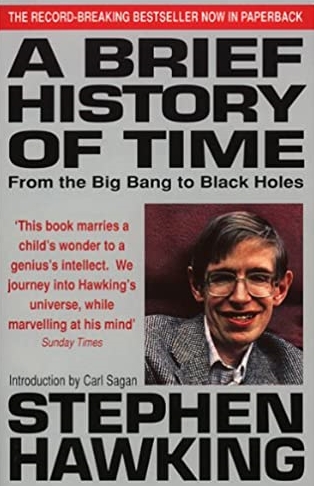 THE RECORD-BREAKING BESTSELLER NOW IN PAPERBACK
A BRIEF
HISTORY
OF TIME
From the Big Bang to Black Holes
‘This book marries a
child’s wonder to a
genius’s intellect. We
journey into Hawking’s
universe, while
marvelling at his mind’
Sunday Times
Introduction by Carl Sagan
STEPHEN
HAWKING